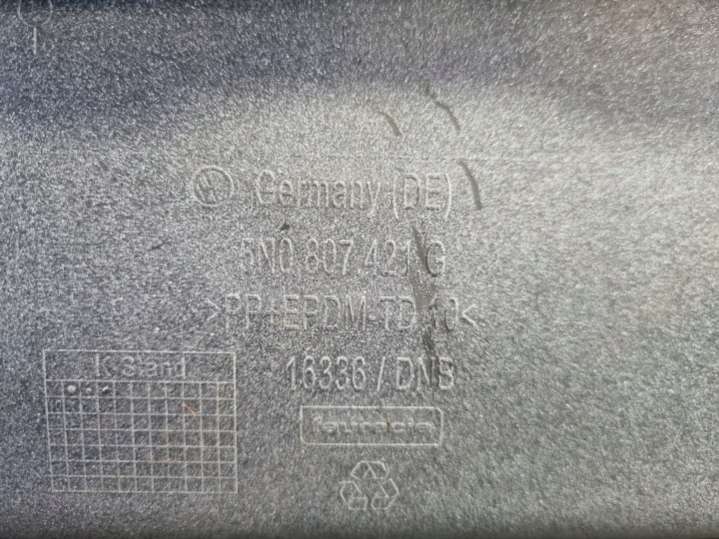 Germany (DE)
5N0.807.421 G
>PP+EPDM-TD 10<
K Stand
16336 / DNB
faurecia